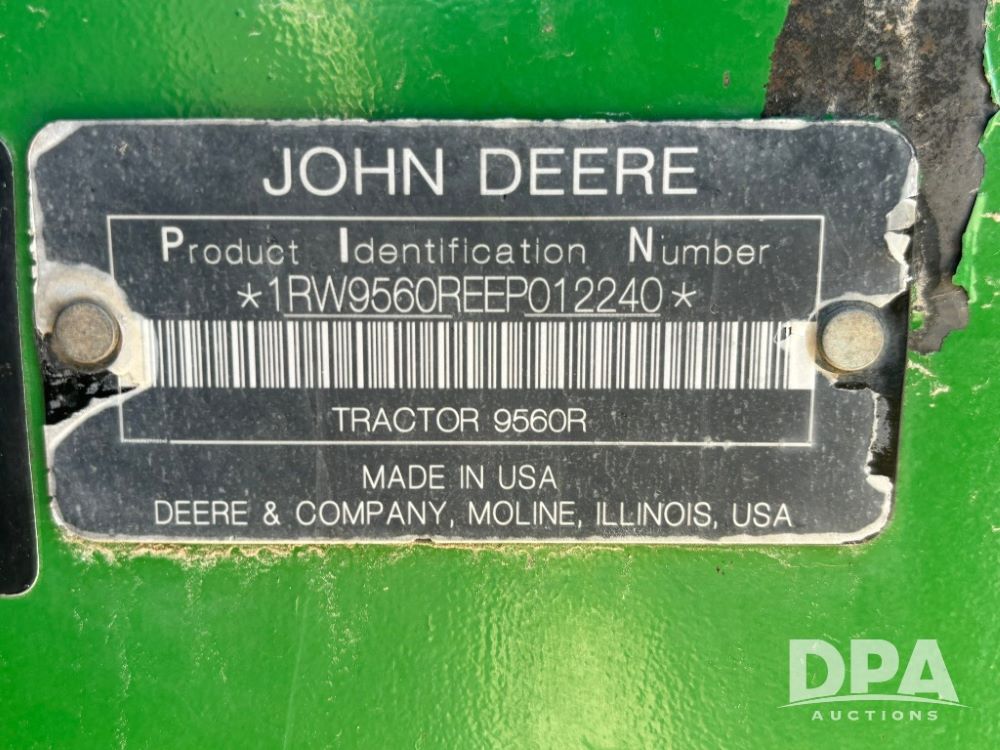 JOHN DEERE
Product Identification Number
*1RW9560REEP012240*
TRACTOR 9560R
MADE IN USA
DEERE & COMPANY, MOLINE, ILLINOIS, USA
DPA
AUCTIONS